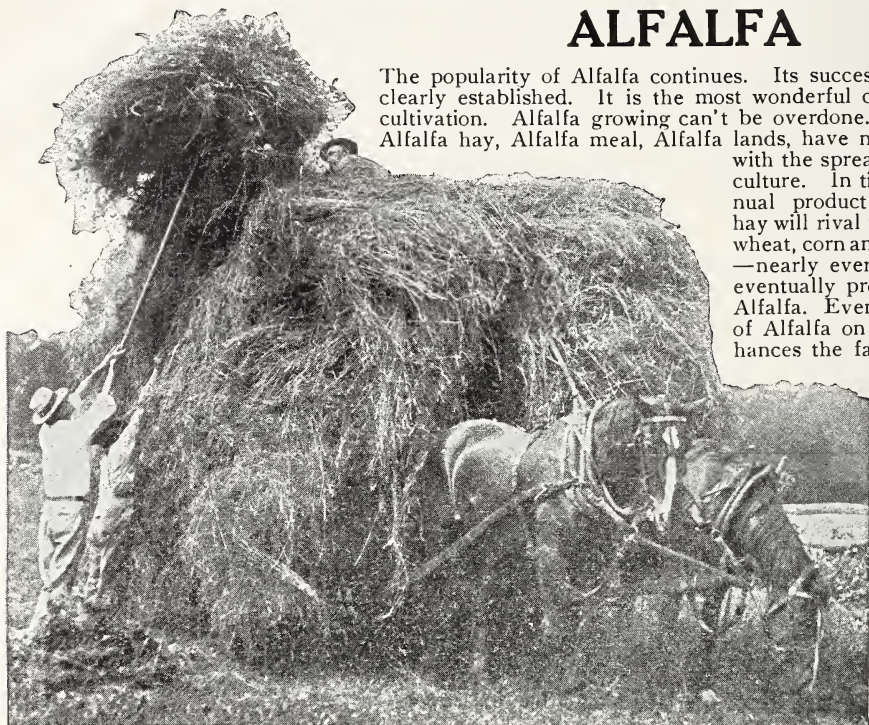 ALFALFA
The popularity of Alfalfa continues. Its succes
clearly established. It is the most wonderful c
cultivation. Alfalfa growing can't be overdone.
Alfalfa hay, Alfalfa meal, Alfalfa lands, have n
with the sprea
culture. In ti
nual product
hay will rival
wheat, corn an
—nearly ever
eventually pr
Alfalfa. Ever
of Alfalfa on
hances the fa